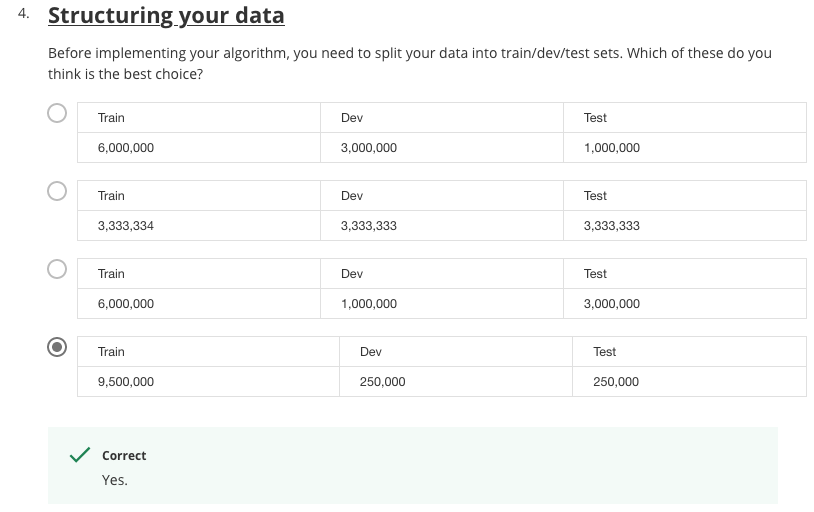 4. Structuring your data
Before implementing your algorithm, you need to split your data into train/dev/test sets. Which of these do you
think is the best choice?
Train Dev Test
6,000,000 3,000,000 1,000,000
Train Dev Test
3,333,334 3,333,333 3,333,333
Train Dev Test
6,000,000 1,000,000 3,000,000
Train Dev Test
9,500,000 250,000 250,000
Correct
Yes.